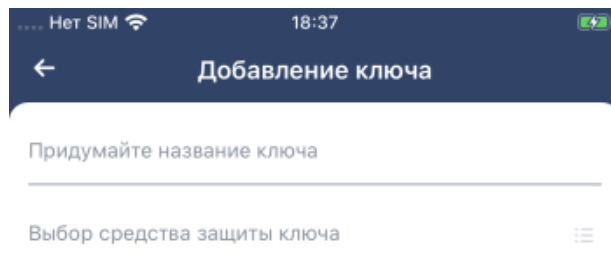 .... Нет SIM
18:37
Добавление ключа
Придумайте название ключа
Выбор средства защиты ключа